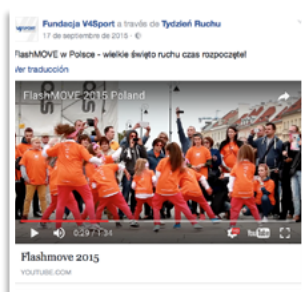 Fundacja V4Sport a través de Tydzień Ruchu
17 de septiembre de 2015
FlashMOVE w Polsce - wielkie święto ruchu czas rozpocząć!
Ver traducción
FlashMOVE 2015 Poland
0:29 / 1:34
YouTube
Flashmove 2015
YOUTUBE.COM